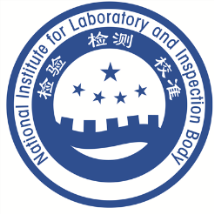 National Institute for Laboratory and Inspection Body
检验 检测 校准